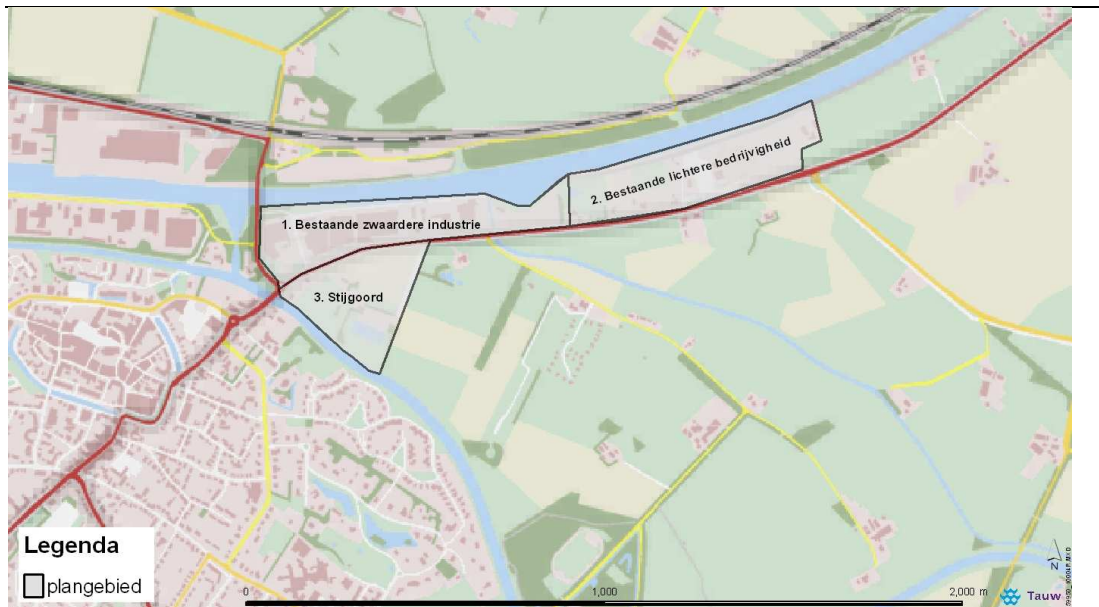 2. Bestaande lichtere bedrijvigheid
1. Bestaande zwaardere industrie
3. Stijgoord
Legenda
plangebied
0
1,000
2,000 m
N
Tauw